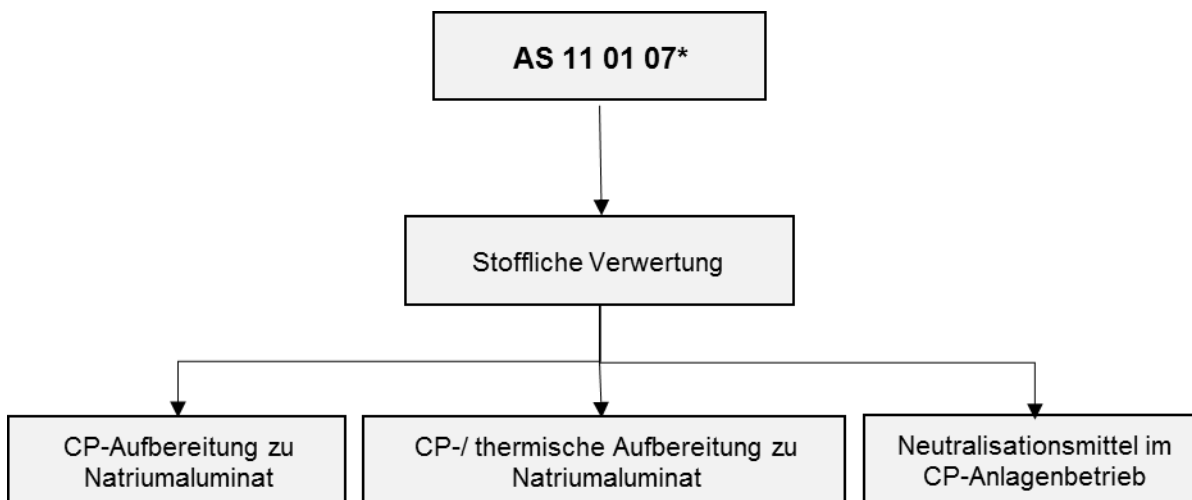 AS 11 01 07*
Stoffliche Verwertung
CP-Aufbereitung zu
Natriumaluminat
CP-/ thermische Aufbereitung zu
Natriumaluminat
Neutralisationsmittel im
CP-Anlagenbetrieb